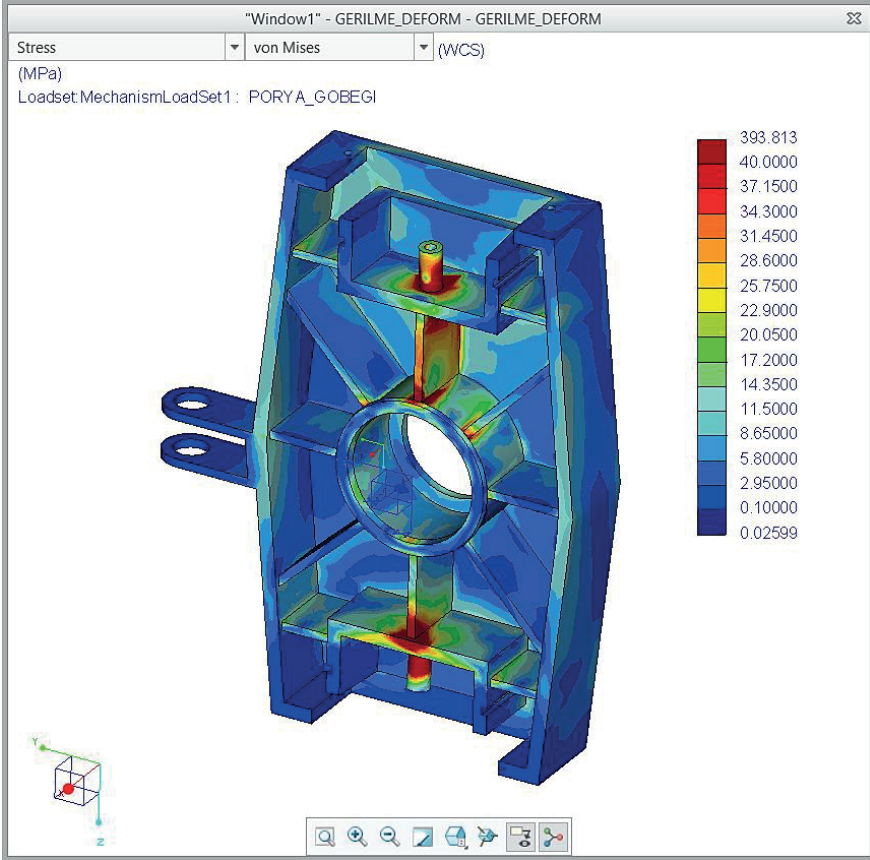 "Window1" - GERILME_DEFORM - GERILME_DEFORM
Stress von Mises (WCS)
(MPa)
Loadset:MechanismLoadSet1 : PORYA_GOBEGI
393.813
40.0000
37.1500
34.3000
31.4500
28.6000
25.7500
22.9000
20.0500
17.2000
14.3500
11.5000
8.65000
5.80000
2.95000
0.10000
0.02599
Y
X
Z